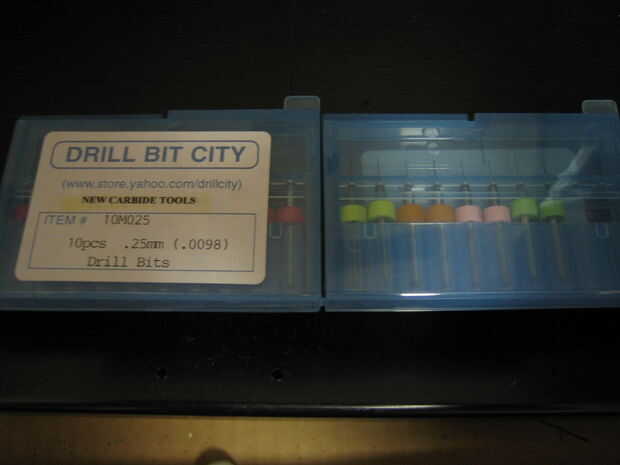 DRILL BIT CITY
(www.store.yahoo.com/drillcity)
NEW CARBIDE TOOLS
ITEM # 10M025
10pcs .25mm (.0098)
Drill Bits